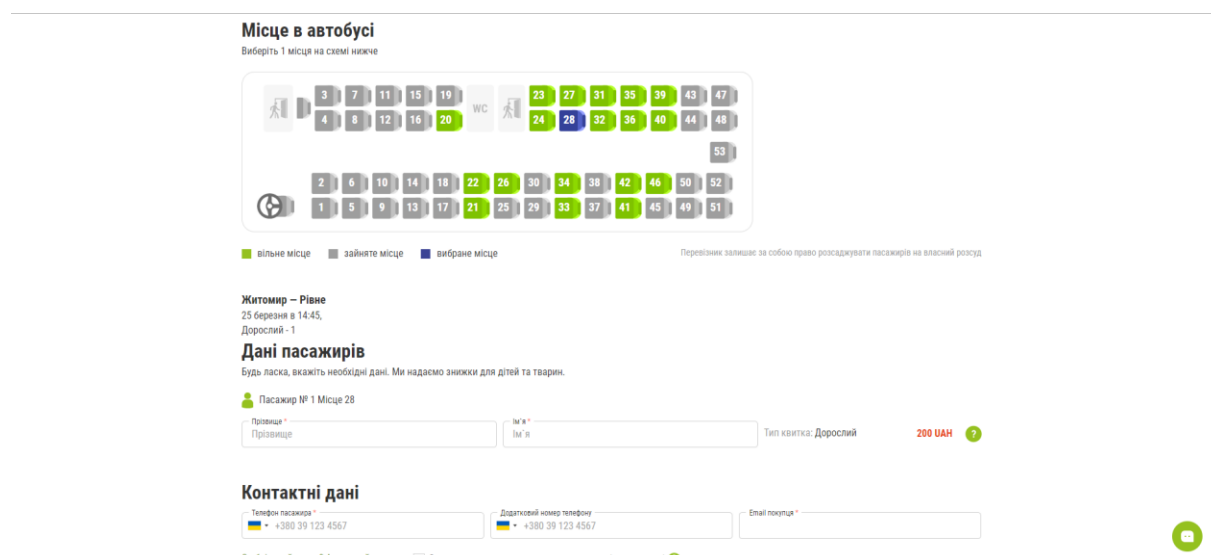 Місце в автобусі
Виберіть 1 місця на схемі нижче
3 7 11 15 19 23 27 31 35 39 43 47
WC
4 8 12 16 20 24 28 32 36 40 44 48
53
2 6 10 14 18 22 26 30 34 38 42 46 50 52
1 5 9 13 17 21 25 29 33 37 41 45 49 51
вільне місце зайняте місце вибране місце Перевізник залишає за собою право розсаджувати пасажирів на власний розсуд
Житомир — Рівне
25 березня в 14:45,
Дорослий - 1
Дані пасажирів
Будь ласка, вкажіть необхідні дані. Ми надаємо знижки для дітей та тварин.
Пасажир № 1 Місце 28
Прізвище * Ім´я *
Прізвище Ім´я Тип квитка: Дорослий 200 UAH ?
Контактні дані
Телефон пасажира * Додатковий номер телефону Email покупця *
+380 39 123 4567 +380 39 123 4567